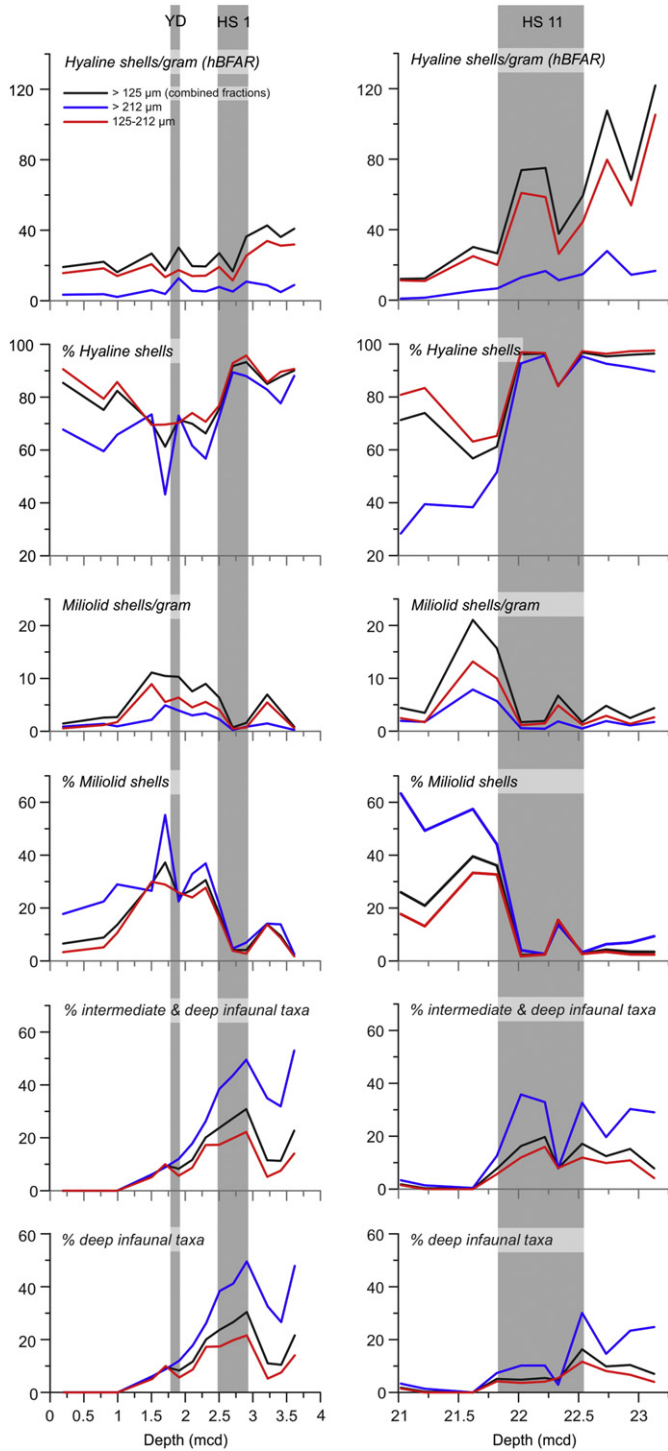 YD HS 1 HS 11
Hyaline shells/gram (hBFAR) Hyaline shells/gram (hBFAR)
> 125 µm (combined fractions)
> 212 µm
125-212 µm
120 120
80 80
40 40
0 0
% Hyaline shells % Hyaline shells
100 100
80 80
60 60
40 40
20 20
Miliolid shells/gram Miliolid shells/gram
20 20
10 10
0 0
% Miliolid shells % Miliolid shells
60 60
40 40
20 20
0 0
% intermediate & deep infaunal taxa % intermediate & deep infaunal taxa
60 60
40 40
20 20
0 0
% deep infaunal taxa % deep infaunal taxa
60 60
40 40
20 20
0 0
0 0.5 1 1.5 2 2.5 3 3.5 4 21 21.5 22 22.5 23
Depth (mcd) Depth (mcd)